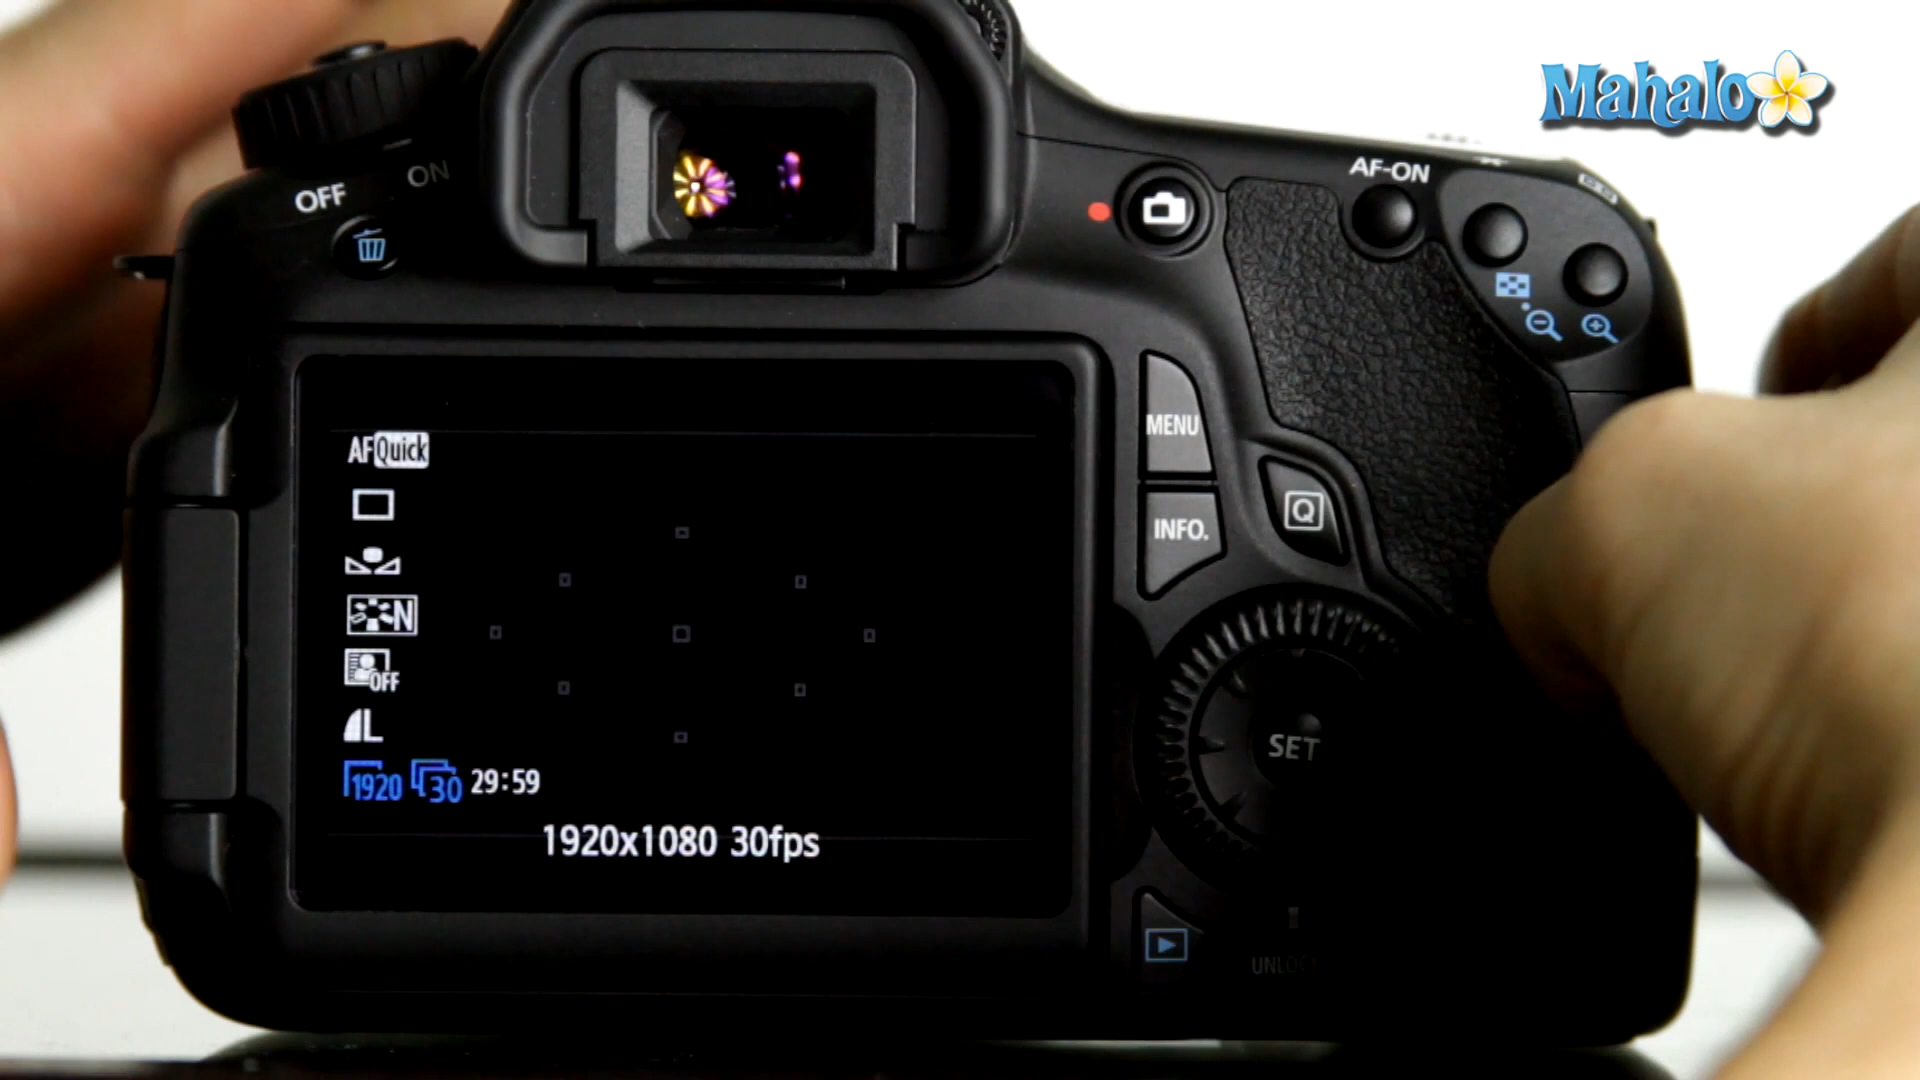 Mahalo
AF-ON
OFF ON
AFQuick
MENU
Q
INFO.
N
OFF
L
SET
1920 30 29:59
1920x1080 30fps